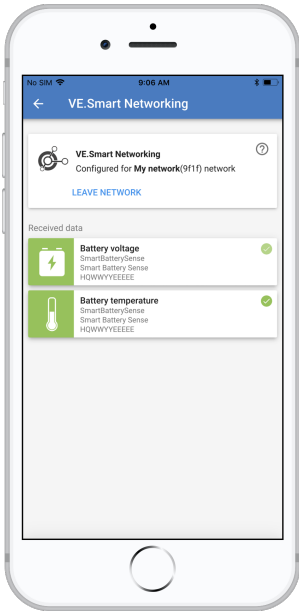 No SIM 9:06 AM
VE.Smart Networking
VE.Smart Networking
Configured for My network(9f1f) network
LEAVE NETWORK
Received data
Battery voltage
SmartBatterySense
Smart Battery Sense
HQWWYYEEEEE
Battery temperature
SmartBatterySense
Smart Battery Sense
HQWWYYEEEEE